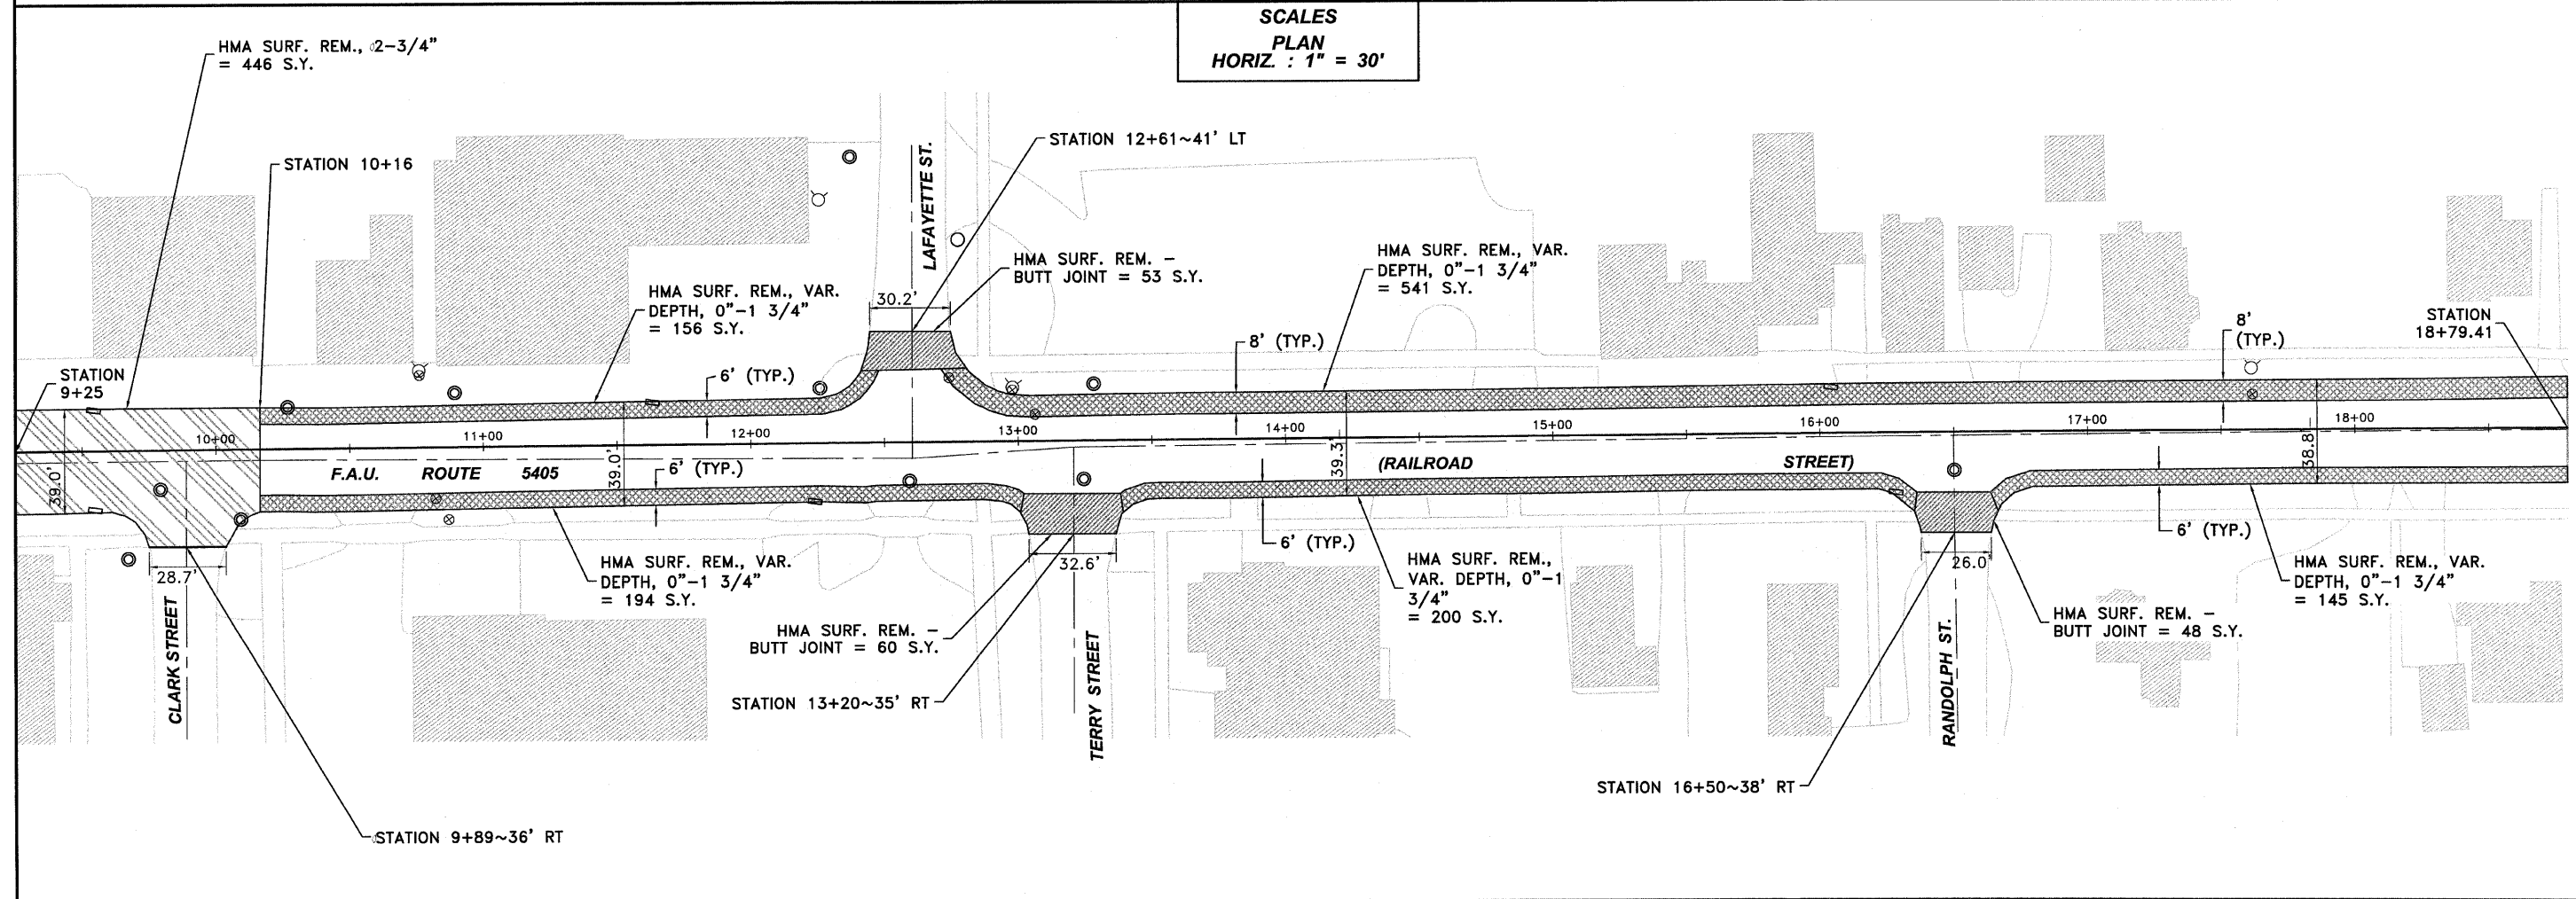 SCALES
PLAN
HORIZ. : 1" = 30'
HMA SURF. REM., 2-3/4"
= 446 S.Y.
STATION 10+16
STATION 12+61~41' LT
LAFAYETTE ST.
HMA SURF. REM. -
BUTT JOINT = 53 S.Y.
HMA SURF. REM., VAR.
DEPTH, 0"-1 3/4"
= 541 S.Y.
HMA SURF. REM., VAR.
DEPTH, 0"-1 3/4"
= 156 S.Y.
30.2'
8' (TYP.)
8'
(TYP.)
STATION
18+79.41
STATION
9+25
6' (TYP.)
10+00
11+00
12+00
13+00
14+00
15+00
16+00
17+00
18+00
39.0'
39.0'
39.3'
38.8
F.A.U. ROUTE 5405
(RAILROAD STREET)
6' (TYP.)
6' (TYP.)
6' (TYP.)
28.7'
32.6'
26.0'
CLARK STREET
HMA SURF. REM., VAR.
DEPTH, 0"-1 3/4"
= 194 S.Y.
HMA SURF. REM.,
VAR. DEPTH, 0"-1
3/4"
= 200 S.Y.
HMA SURF. REM., VAR.
DEPTH, 0"-1 3/4"
= 145 S.Y.
HMA SURF. REM. -
BUTT JOINT = 60 S.Y.
HMA SURF. REM. -
BUTT JOINT = 48 S.Y.
TERRY STREET
RANDOLPH ST.
STATION 13+20~35' RT
STATION 16+50~38' RT
STATION 9+89~36' RT